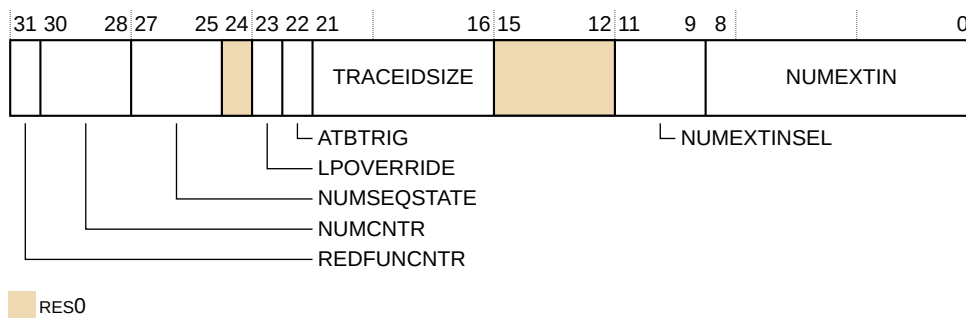 31 30 28 27 25 24 23 22 21 16 15 12 11 9 8 0
TRACEIDSIZE NUMEXTIN
ATBTRIG NUMEXTINSEL
LPOVERRIDE
NUMSEQSTATE
NUMCNTR
REDFUNCNTR
RES0